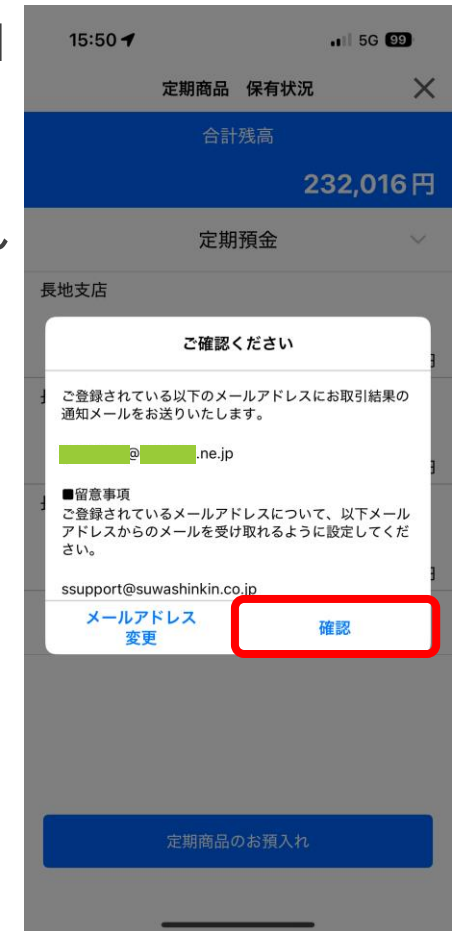 15:50
5G 99
定期商品　保有状況
合計残高
232,016円
定期預金
長地支店
ご確認ください
ご登録されている以下のメールアドレスにお取引結果の
通知メールをお送りいたします。
@ .ne.jp
■留意事項
ご登録されているメールアドレスについて、以下メール
アドレスからのメールを受け取れるように設定してくだ
さい。
ssupport@suwashinkin.co.jp
メールアドレス
変更
確認
定期商品のお預入れ